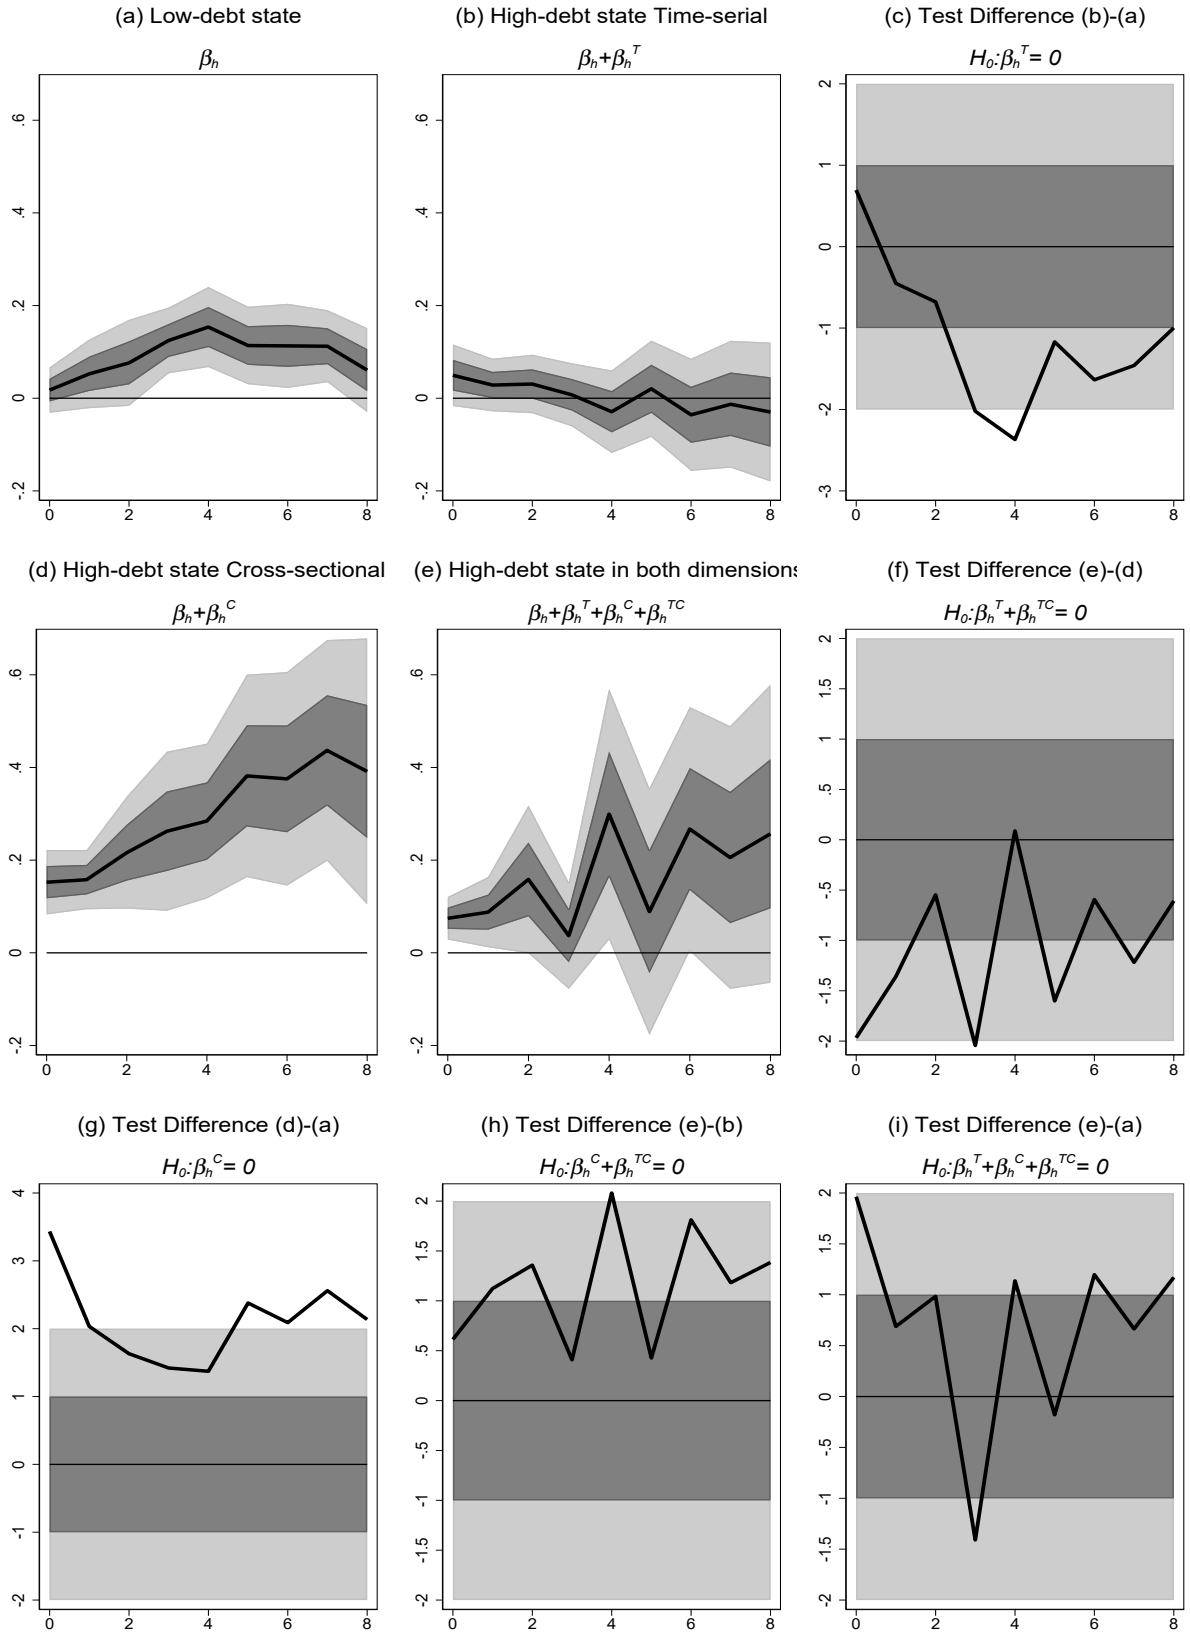 (a) Low-debt state
(b) High-debt state Time-serial
(c) Test Difference (b)-(a)
βh
βh+βhT
H0:βhT= 0
.6
.4
.2
0
-.2
0 2 4 6 8
.6
.4
.2
0
-.2
0 2 4 6 8
2
1
0
-1
-2
-3
0 2 4 6 8
(d) High-debt state Cross-sectional
(e) High-debt state in both dimensions
(f) Test Difference (e)-(d)
βh+βhC
βh+βhT+βhC+βhTC
H0:βhT+βhTC= 0
.6
.4
.2
0
-.2
0 2 4 6 8
.6
.4
.2
0
-.2
0 2 4 6 8
2
1.5
1
.5
0
-.5
-1
-1.5
-2
0 2 4 6 8
(g) Test Difference (d)-(a)
(h) Test Difference (e)-(b)
(i) Test Difference (e)-(a)
H0:βhC= 0
H0:βhC+βhTC= 0
H0:βhT+βhC+βhTC= 0
4
3
2
1
0
-1
-2
0 2 4 6 8
2
1.5
1
.5
0
-.5
-1
-1.5
-2
0 2 4 6 8
2
1.5
1
.5
0
-.5
-1
-1.5
-2
0 2 4 6 8